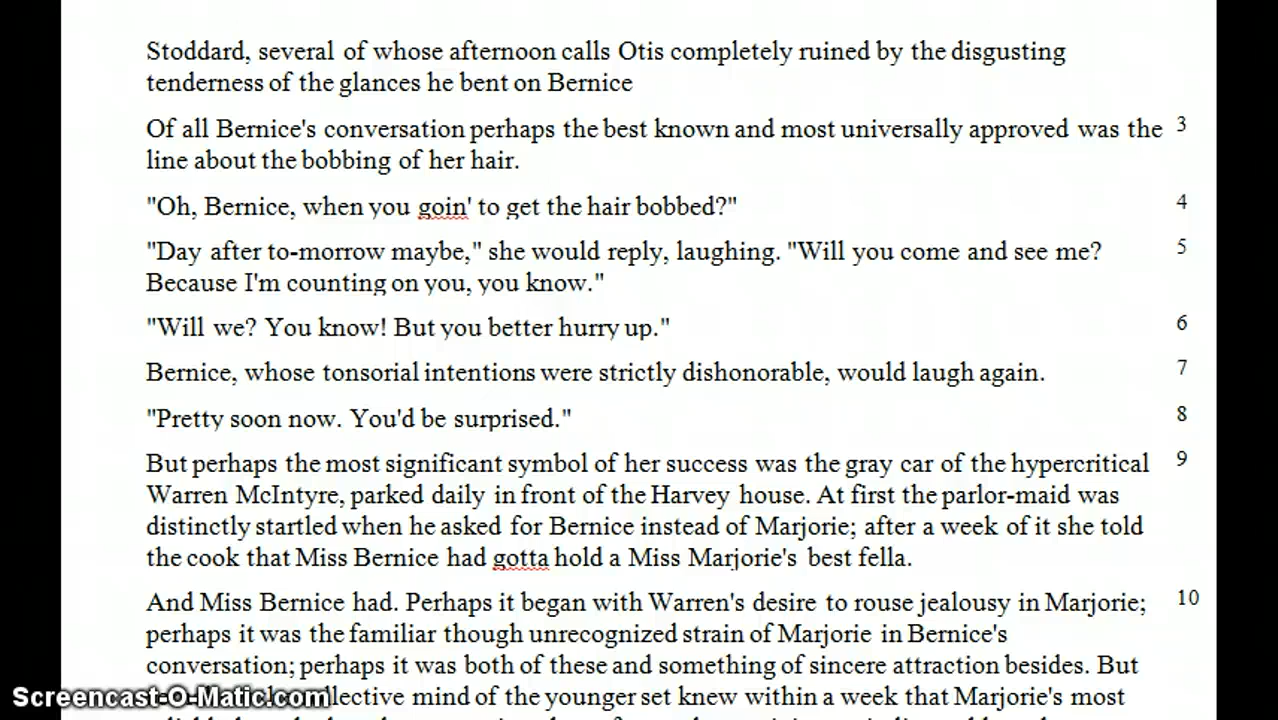 Stoddard, several of whose afternoon calls Otis completely ruined by the disgusting
tenderness of the glances he bent on Bernice
Of all Bernice's conversation perhaps the best known and most universally approved was the 3
line about the bobbing of her hair.
"Oh, Bernice, when you goin' to get the hair bobbed?" 4
"Day after to-morrow maybe," she would reply, laughing. "Will you come and see me? 5
Because I'm counting on you, you know."
"Will we? You know! But you better hurry up." 6
Bernice, whose tonsorial intentions were strictly dishonorable, would laugh again. 7
"Pretty soon now. You'd be surprised." 8
But perhaps the most significant symbol of her success was the gray car of the hypercritical 9
Warren McIntyre, parked daily in front of the Harvey house. At first the parlor-maid was
distinctly startled when he asked for Bernice instead of Marjorie; after a week of it she told
the cook that Miss Bernice had gotta hold a Miss Marjorie's best fella.
And Miss Bernice had. Perhaps it began with Warren's desire to rouse jealousy in Marjorie; 10
perhaps it was the familiar though unrecognized strain of Marjorie in Bernice's
conversation; perhaps it was both of these and something of sincere attraction besides. But
mind of the younger set knew within a week that Marjorie's most
Screencast-O-Matic.com